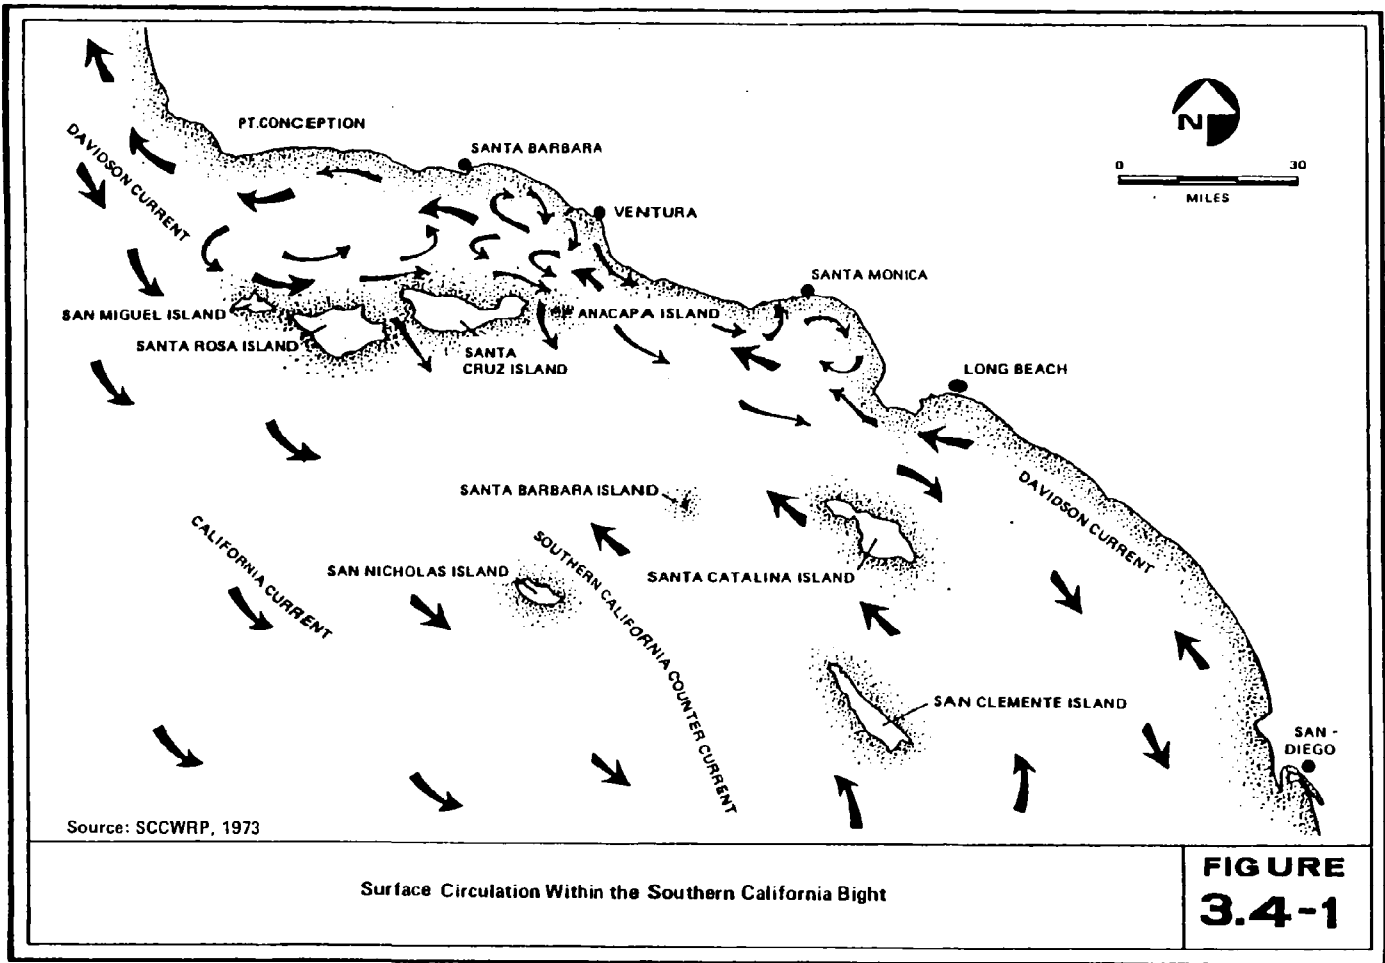 PT.CONCEPTION
SANTA BARBARA
DAVIDSON CURRENT
VENTURA
N
0 30
MILES
SANTA MONICA
SAN MIGUEL ISLAND
ANACAPA ISLAND
SANTA ROSA ISLAND
SANTA
CRUZ ISLAND
LONG BEACH
SANTA BARBARA ISLAND
DAVIDSON CURRENT
CALIFORNIA CURRENT
SAN NICHOLAS ISLAND
SOUTHERN CALIFORNIA COUNTER CURRENT
SANTA CATALINA ISLAND
SAN CLEMENTE ISLAND
SAN -
DIEGO
Source: SCCWRP, 1973
Surface Circulation Within the Southern California Bight
FIGURE
3.4-1